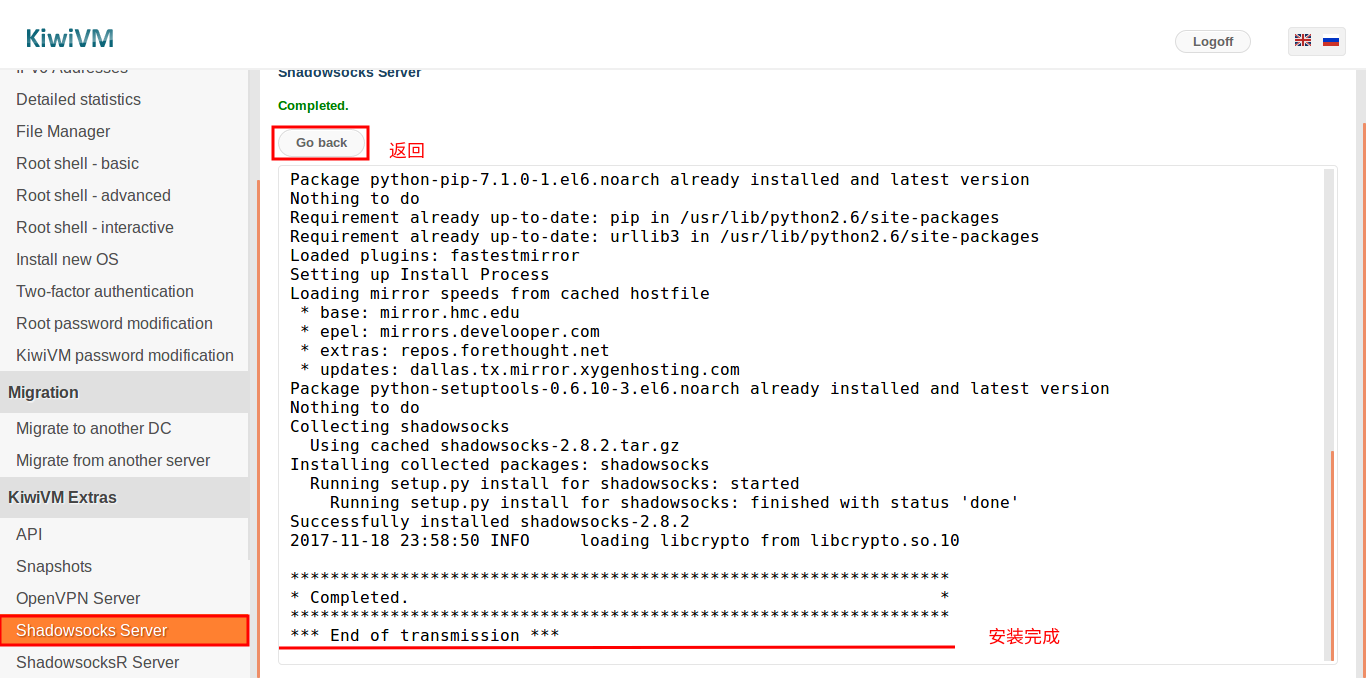 KiwiVM
Logoff
IPv6 Addresses
Detailed statistics
File Manager
Root shell - basic
Root shell - advanced
Root shell - interactive
Install new OS
Two-factor authentication
Root password modification
KiwiVM password modification
Migration
Migrate to another DC
Migrate from another server
KiwiVM Extras
API
Snapshots
OpenVPN Server
Shadowsocks Server
ShadowsocksR Server
Shadowsocks Server
Completed.
Go back 返回
Package python-pip-7.1.0-1.el6.noarch already installed and latest version
Nothing to do
Requirement already up-to-date: pip in /usr/lib/python2.6/site-packages
Requirement already up-to-date: urllib3 in /usr/lib/python2.6/site-packages
Loaded plugins: fastestmirror
Setting up Install Process
Loading mirror speeds from cached hostfile
 * base: mirror.hmc.edu
 * epel: mirrors.develooper.com
 * extras: repos.forethought.net
 * updates: dallas.tx.mirror.xygenhosting.com
Package python-setuptools-0.6.10-3.el6.noarch already installed and latest version
Nothing to do
Collecting shadowsocks
  Using cached shadowsocks-2.8.2.tar.gz
Installing collected packages: shadowsocks
  Running setup.py install for shadowsocks: started
    Running setup.py install for shadowsocks: finished with status 'done'
Successfully installed shadowsocks-2.8.2
2017-11-18 23:58:50 INFO     loading libcrypto from libcrypto.so.10
******************************************************************
* Completed.                                                     *
******************************************************************
*** End of transmission ***
安装完成